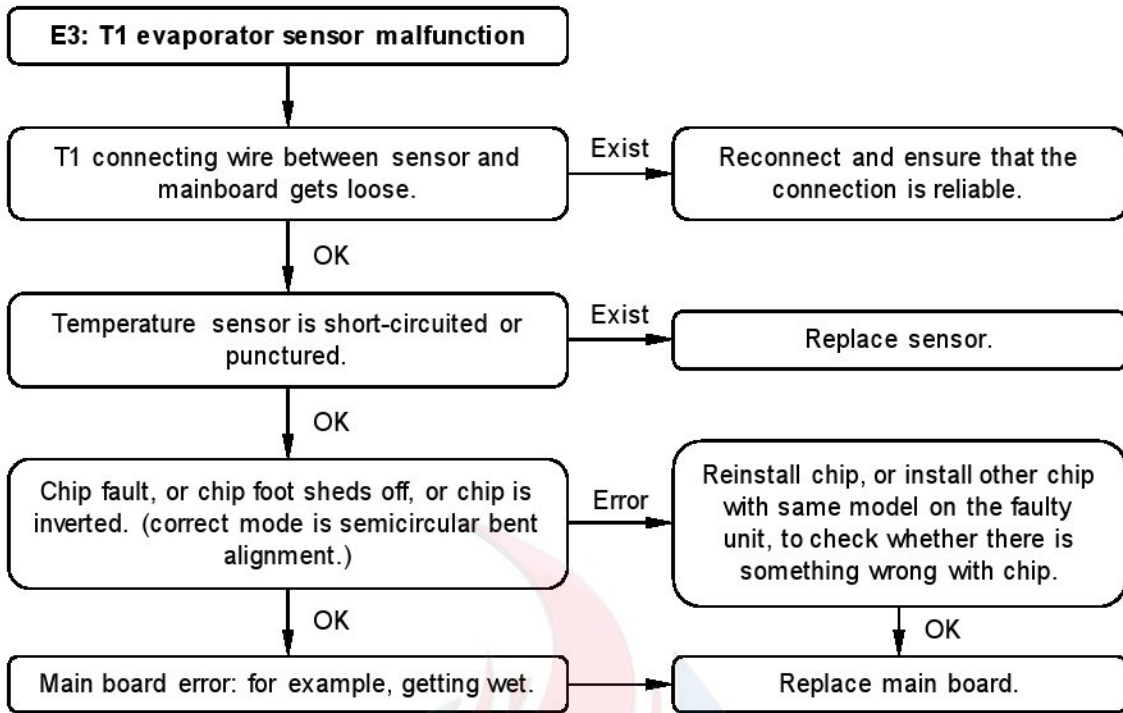 E3: T1 evaporator sensor malfunction
T1 connecting wire between sensor and
mainboard gets loose.
Exist
Reconnect and ensure that the
connection is reliable.
OK
Temperature sensor is short-circuited or
punctured.
Exist
Replace sensor.
OK
Chip fault, or chip foot sheds off, or chip is
inverted. (correct mode is semicircular bent
alignment.)
Error
Reinstall chip, or install other chip
with same model on the faulty
unit, to check whether there is
something wrong with chip.
OK
OK
Main board error: for example, getting wet.
Replace main board.